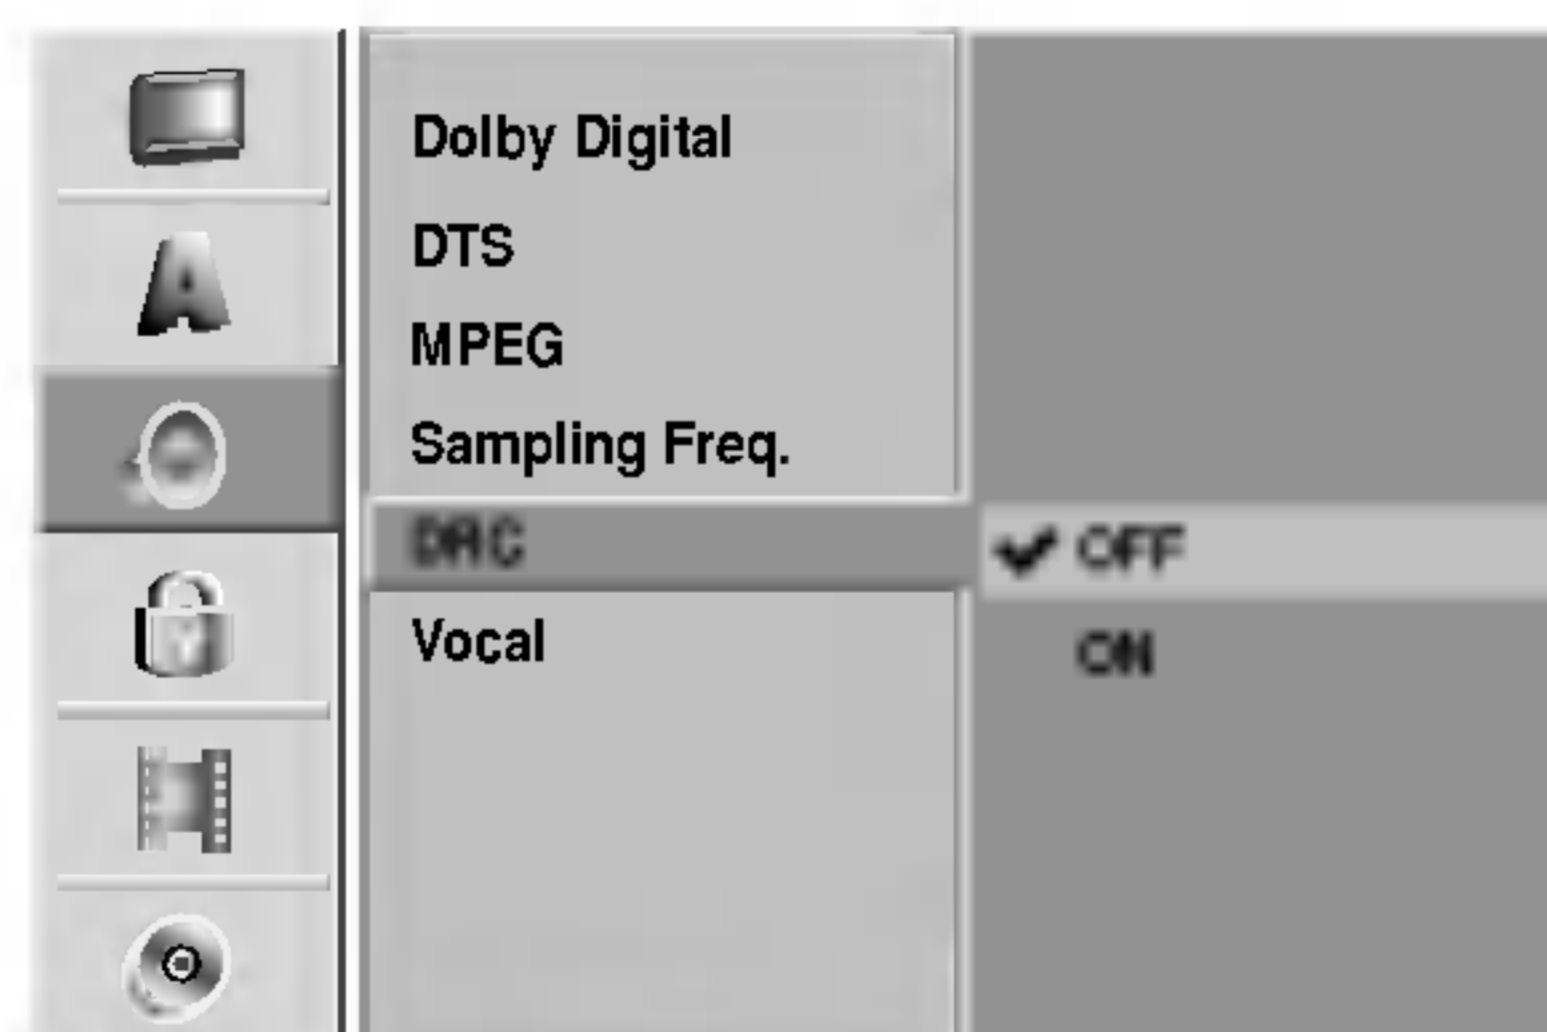 A
Dolby Digital
DTS
MPEG
Sampling Freq.
DRC
OFF
ON
Vocal